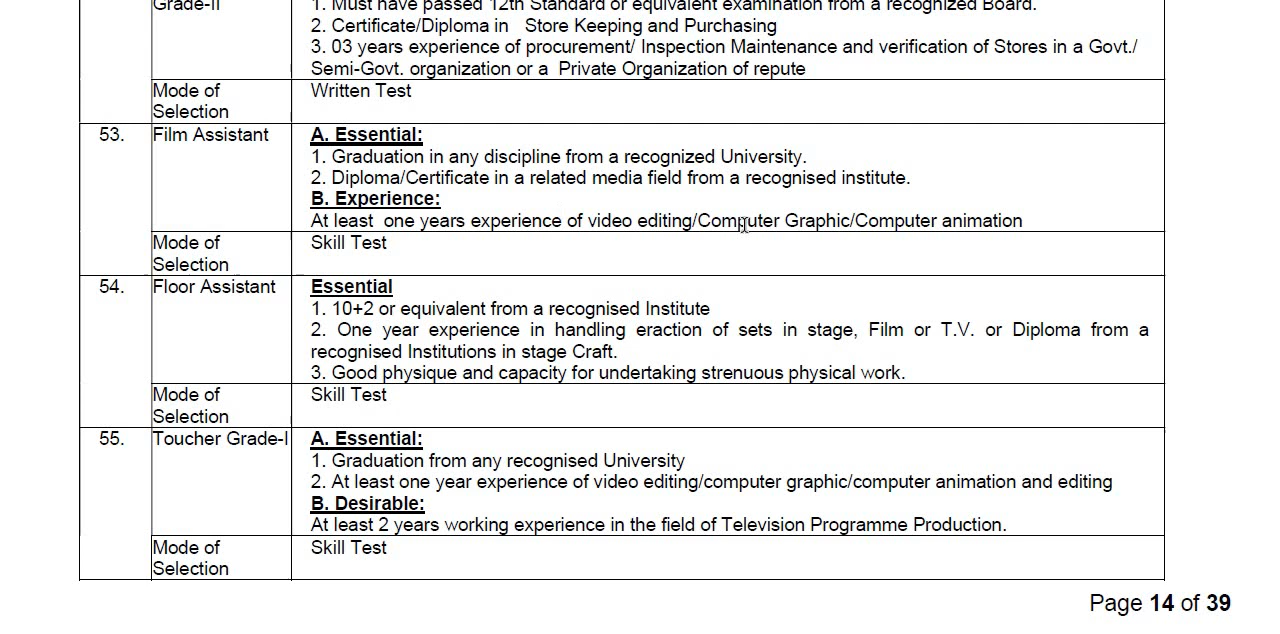 Grade-II
1. Must have passed 12th Standard or equivalent examination from a recognized Board.
2. Certificate/Diploma in Store Keeping and Purchasing
3. 03 years experience of procurement/ Inspection Maintenance and verification of Stores in a Govt./
Semi-Govt. organization or a Private Organization of repute
Mode of
Selection
Written Test
53.
Film Assistant
A. Essential:
1. Graduation in any discipline from a recognized University.
2. Diploma/Certificate in a related media field from a recognised institute.
B. Experience:
At least one years experience of video editing/Computer Graphic/Computer animation
Mode of
Selection
Skill Test
54.
Floor Assistant
Essential
1. 10+2 or equivalent from a recognised Institute
2. One year experience in handling eraction of sets in stage, Film or T.V. or Diploma from a
recognised Institutions in stage Craft.
3. Good physique and capacity for undertaking strenuous physical work.
Mode of
Selection
Skill Test
55.
Toucher Grade-I
A. Essential:
1. Graduation from any recognised University
2. At least one year experience of video editing/computer graphic/computer animation and editing
B. Desirable:
At least 2 years working experience in the field of Television Programme Production.
Mode of
Selection
Skill Test
Page 14 of 39